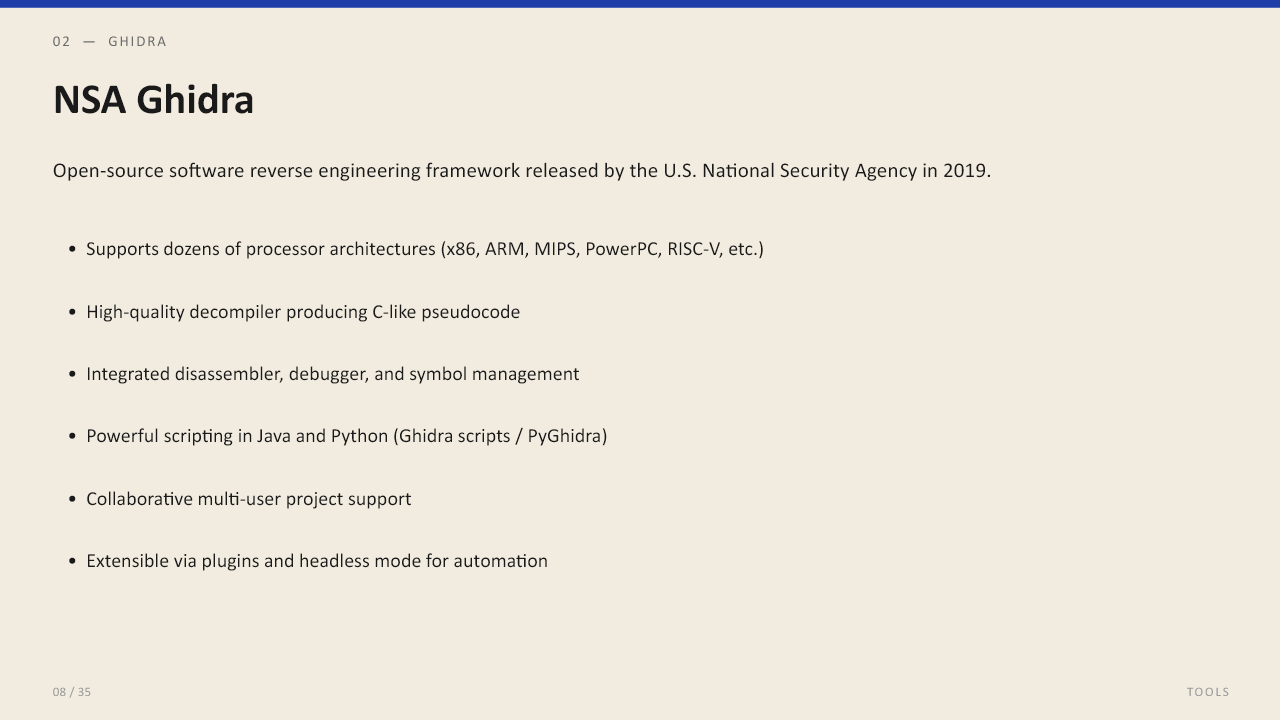 02 — GHIDRA
NSA Ghidra
Open-source software reverse engineering framework released by the U.S. National Security Agency in 2019.
• Supports dozens of processor architectures (x86, ARM, MIPS, PowerPC, RISC-V, etc.)
• High-quality decompiler producing C-like pseudocode
• Integrated disassembler, debugger, and symbol management
• Powerful scripting in Java and Python (Ghidra scripts / PyGhidra)
• Collaborative multi-user project support
• Extensible via plugins and headless mode for automation
08 / 35
TOOLS